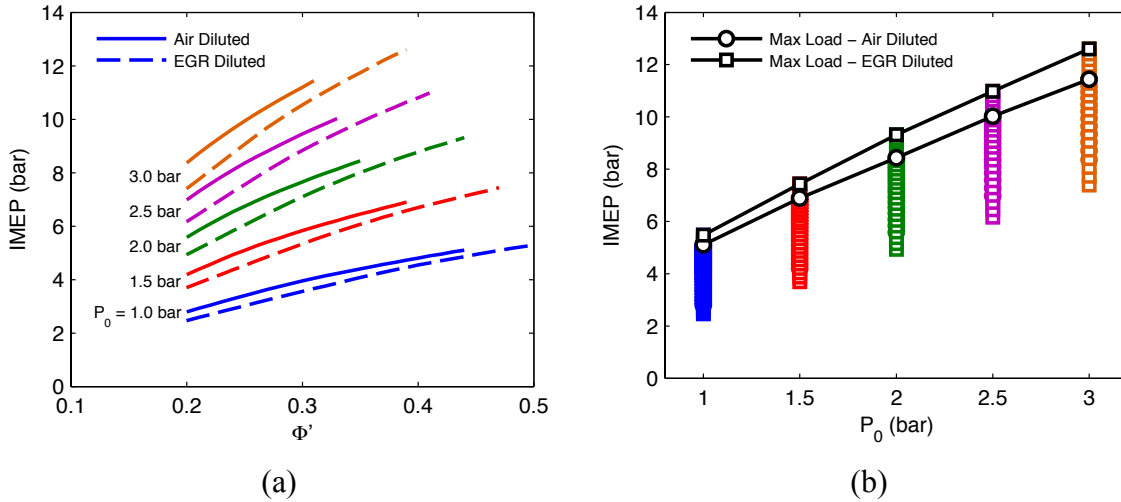 14
12
10
8
6
4
2
0
IMEP (bar)
Air Diluted
EGR Diluted
3.0 bar
2.5 bar
2.0 bar
1.5 bar
P0 = 1.0 bar
0.1 0.2 0.3 0.4 0.5
Φ'
(a)
14
12
10
8
6
4
2
0
IMEP (bar)
Max Load – Air Diluted
Max Load – EGR Diluted
1 1.5 2 2.5 3
P0 (bar)
(b)